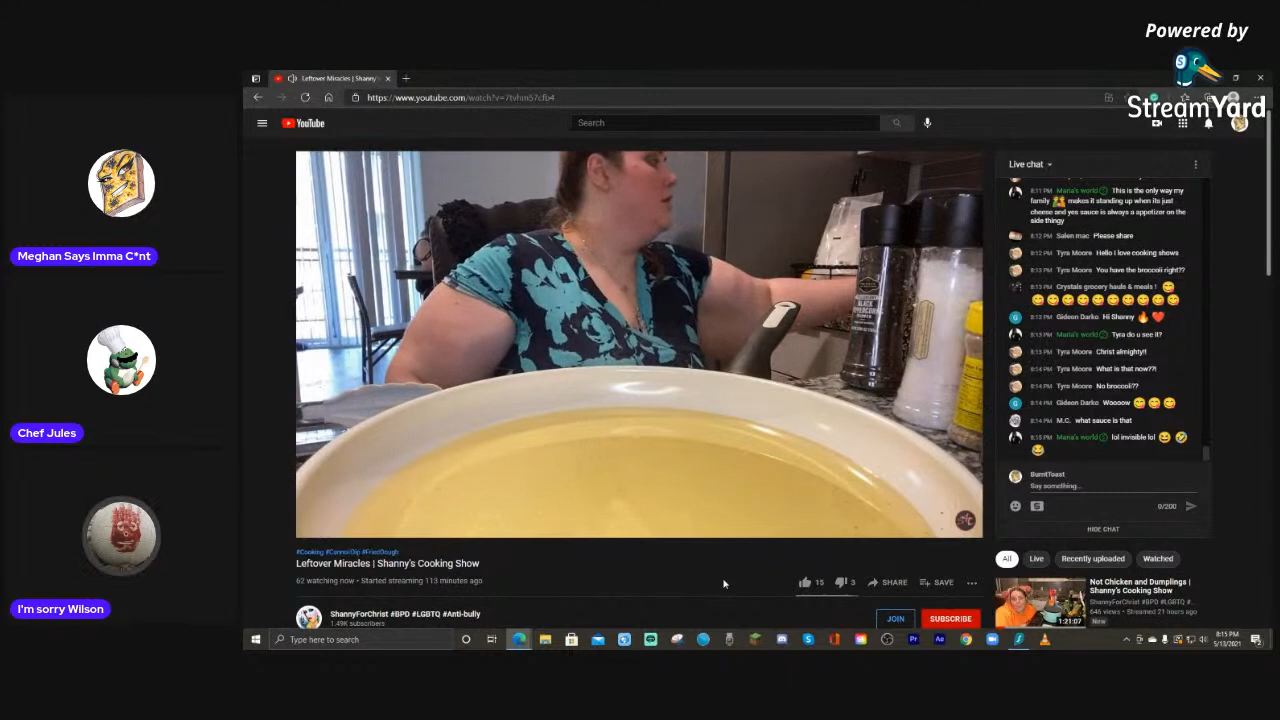 Powered by
StreamYard
Leftover Miracles | Shanny's
https://www.youtube.com/watch?v=7tvhm57cfb4
YouTube
Search
Meghan Says Imma C*nt
Chef Jules
I'm sorry Wilson
BLACK
Live chat
8:11 PM Maria's world This is the only way my
family makes it standing up when its just
cheese and yes sauce is always a appetizer on the
side thingy
8:12 PM Salen mac Please share
8:12 PM Tyra Moore Hello I love cooking shows
8:13 PM Tyra Moore You have the broccoli right??
8:13 PM Crystals grocery hauls & meals !
8:13 PM Gideon Darko Hi Shanny
8:13 PM Maria's world Tyra do u see it?
8:13 PM Tyra Moore Christ almighty!!
8:14 PM Tyra Moore What is that now??!
8:14 PM Tyra Moore No broccoli??
8:14 PM Gideon Darko Woooow
8:14 PM M.C. what sauce is that
8:15 PM Maria's world lol invisible lol
BurntToast
Say something...
0/200
HIDE CHAT
#Cooking #CannoliDip #FriedDough
Leftover Miracles | Shanny's Cooking Show
62 watching now • Started streaming 113 minutes ago
15
3
SHARE
SAVE
ShannyForChrist #BPD #LGBTQ #Anti-bully
1.49K subscribers
JOIN
SUBSCRIBE
All
Live
Recently uploaded
Watched
Not Chicken and Dumplings |
Shanny's Cooking Show
ShannyForChrist #BPD #LGBTQ #...
646 views • Streamed 21 hours ago
New
1:21:07
Type here to search
8:15 PM
5/13/2021